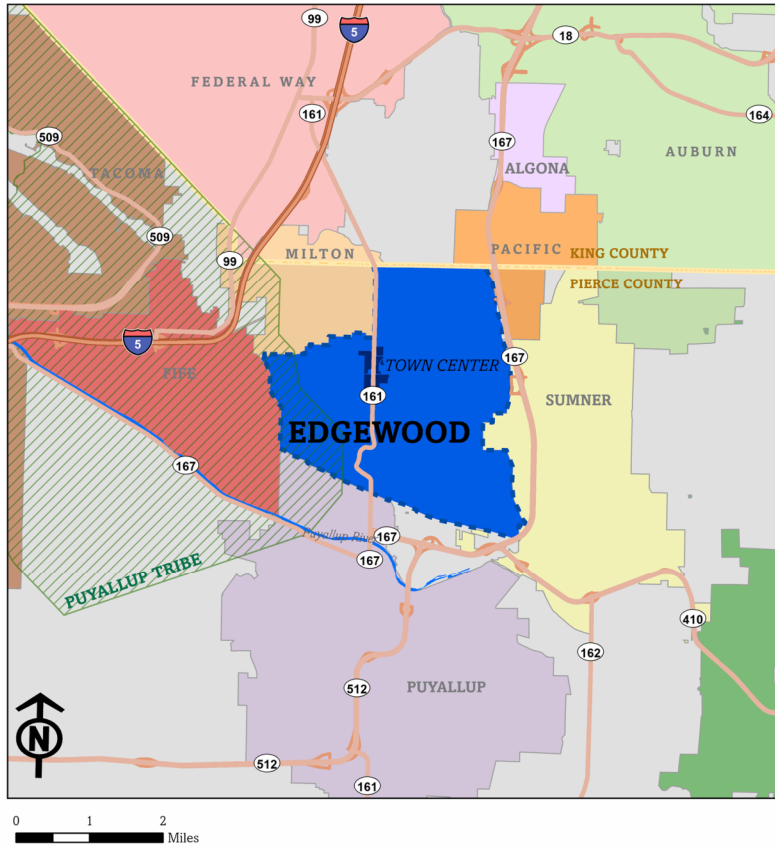 99
5
18
FEDERAL WAY
161
164
509
167
AUBURN
TACOMA
ALGONA
509
MILTON
PACIFIC
KING COUNTY
99
PIERCE COUNTY
5
167
FIFE
TOWN CENTER
161
SUMNER
EDGEWOOD
167
Puyallup River
167
167
PUYALLUP TRIBE
410
162
512
PUYALLUP
N
512
161
0 1 2
Miles